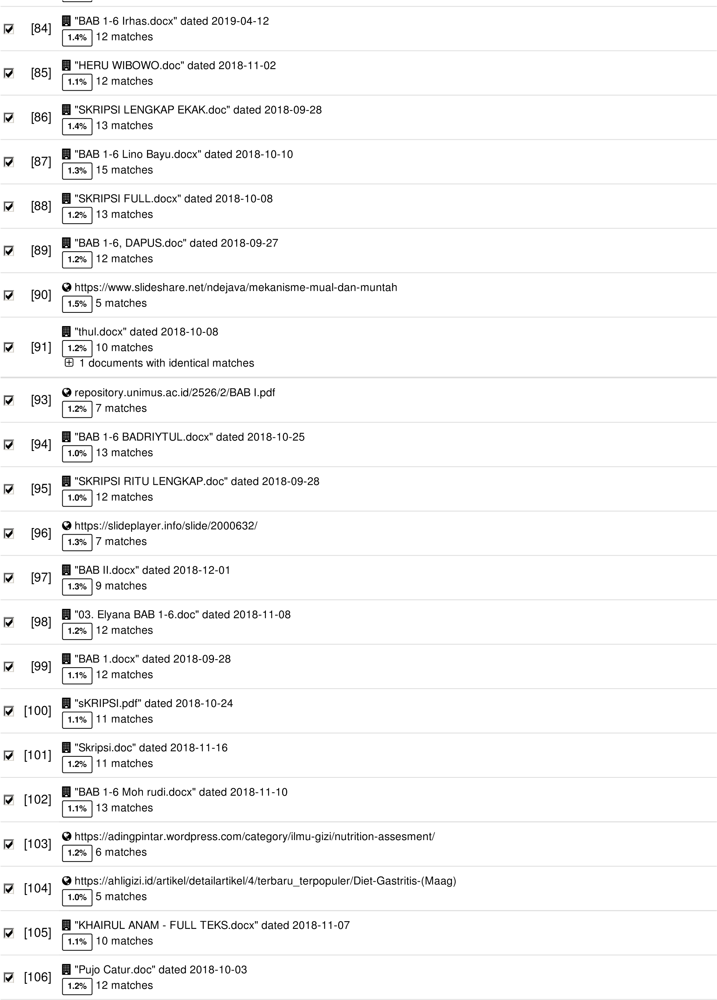 [84] "BAB 1-6 Irhas.docx" dated 2019-04-12
1.4% 12 matches
[85] "HERU WIBOWO.doc" dated 2018-11-02
1.1% 12 matches
[86] "SKRIPSI LENGKAP EKAK.doc" dated 2018-09-28
1.4% 13 matches
[87] "BAB 1-6 Lino Bayu.docx" dated 2018-10-10
1.3% 15 matches
[88] "SKRIPSI FULL.docx" dated 2018-10-08
1.2% 13 matches
[89] "BAB 1-6, DAPUS.doc" dated 2018-09-27
1.2% 12 matches
[90] https://www.slideshare.net/ndejava/mekanisme-mual-dan-muntah
1.5% 5 matches
[91] "thul.docx" dated 2018-10-08
1.2% 10 matches
1 documents with identical matches
[93] repository.unimus.ac.id/2526/2/BAB I.pdf
1.2% 7 matches
[94] "BAB 1-6 BADRIYTUL.docx" dated 2018-10-25
1.0% 13 matches
[95] "SKRIPSI RITU LENGKAP.doc" dated 2018-09-28
1.0% 12 matches
[96] https://slideplayer.info/slide/2000632/
1.3% 7 matches
[97] "BAB II.docx" dated 2018-12-01
1.3% 9 matches
[98] "03. Elyana BAB 1-6.doc" dated 2018-11-08
1.2% 12 matches
[99] "BAB 1.docx" dated 2018-09-28
1.1% 12 matches
[100] "sKRIPSI.pdf" dated 2018-10-24
1.1% 11 matches
[101] "Skripsi.doc" dated 2018-11-16
1.2% 11 matches
[102] "BAB 1-6 Moh rudi.docx" dated 2018-11-10
1.1% 13 matches
[103] https://adingpintar.wordpress.com/category/ilmu-gizi/nutrition-assesment/
1.2% 6 matches
[104] https://ahligizi.id/artikel/detailartikel/4/terbaru_terpopuler/Diet-Gastritis-(Maag)
1.0% 5 matches
[105] "KHAIRUL ANAM - FULL TEKS.docx" dated 2018-11-07
1.1% 10 matches
[106] "Pujo Catur.doc" dated 2018-10-03
1.2% 12 matches